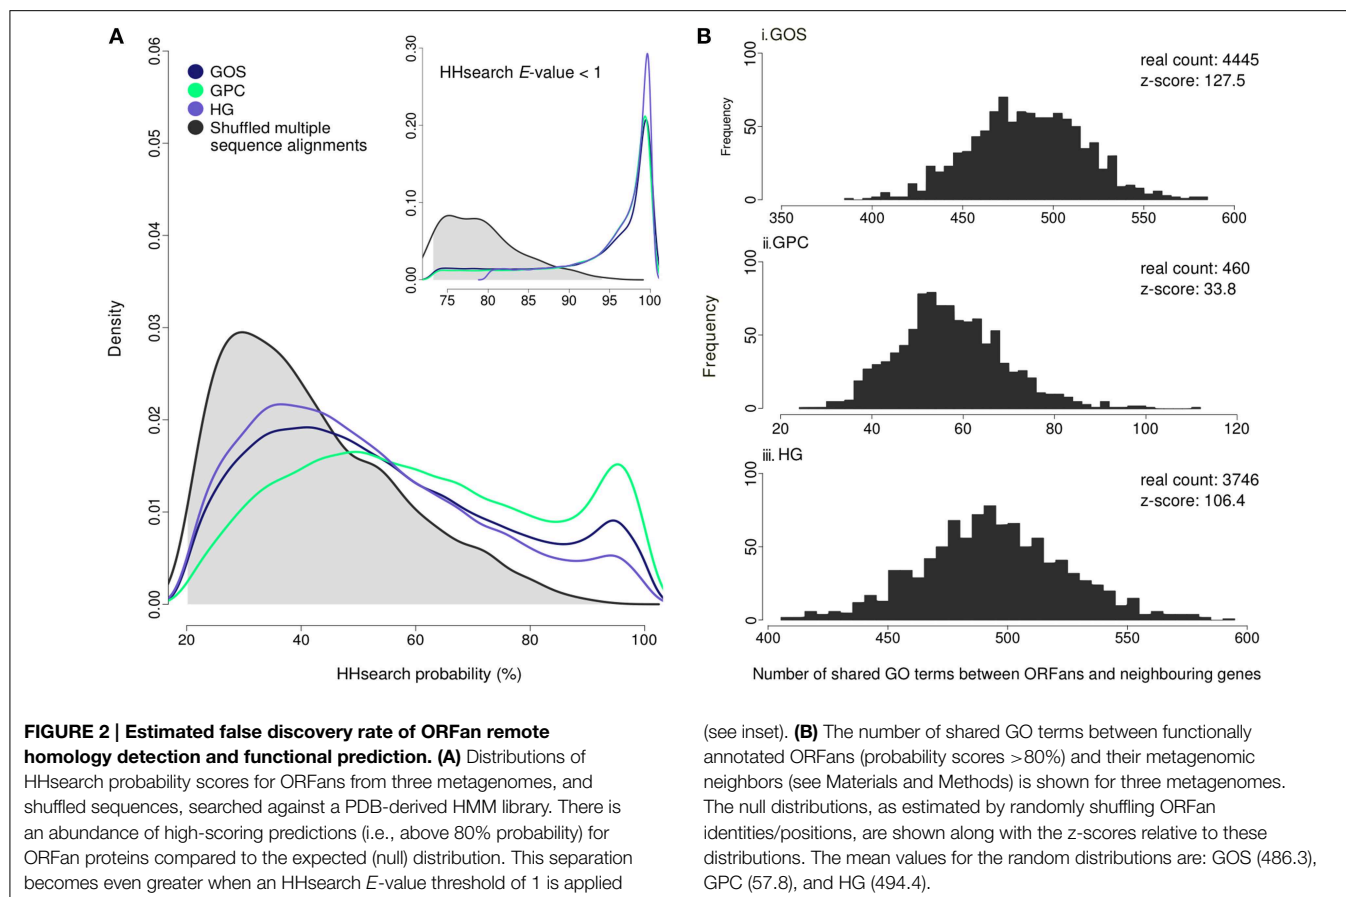 A
0.06
0.05
0.04
0.03
0.02
0.01
0.00
Density
GOS
GPC
HG
Shuffled multiple
sequence alignments
0.30
0.20
0.10
0.00
HHsearch E-value < 1
75 80 85 90 95 100
20 40 60 80 100
HHsearch probability (%)
B
i. GOS
real count: 4445
z-score: 127.5
Frequency
100
50
0
350 400 450 500 550 600
ii. GPC
real count: 460
z-score: 33.8
Frequency
100
50
0
20 40 60 80 100 120
iii. HG
real count: 3746
z-score: 106.4
100
50
0
400 450 500 550 600
Number of shared GO terms between ORFans and neighbouring genes
FIGURE 2 | Estimated false discovery rate of ORFan remote
homology detection and functional prediction. (A) Distributions of
HHsearch probability scores for ORFans from three metagenomes, and
shuffled sequences, searched against a PDB-derived HMM library. There is
an abundance of high-scoring predictions (i.e., above 80% probability) for
ORFan proteins compared to the expected (null) distribution. This separation
becomes even greater when an HHsearch E-value threshold of 1 is applied
(see inset). (B) The number of shared GO terms between functionally
annotated ORFans (probability scores >80%) and their metagenomic
neighbors (see Materials and Methods) is shown for three metagenomes.
The null distributions, as estimated by randomly shuffling ORFan
identities/positions, are shown along with the z-scores relative to these
distributions. The mean values for the random distributions are: GOS (486.3),
GPC (57.8), and HG (494.4).